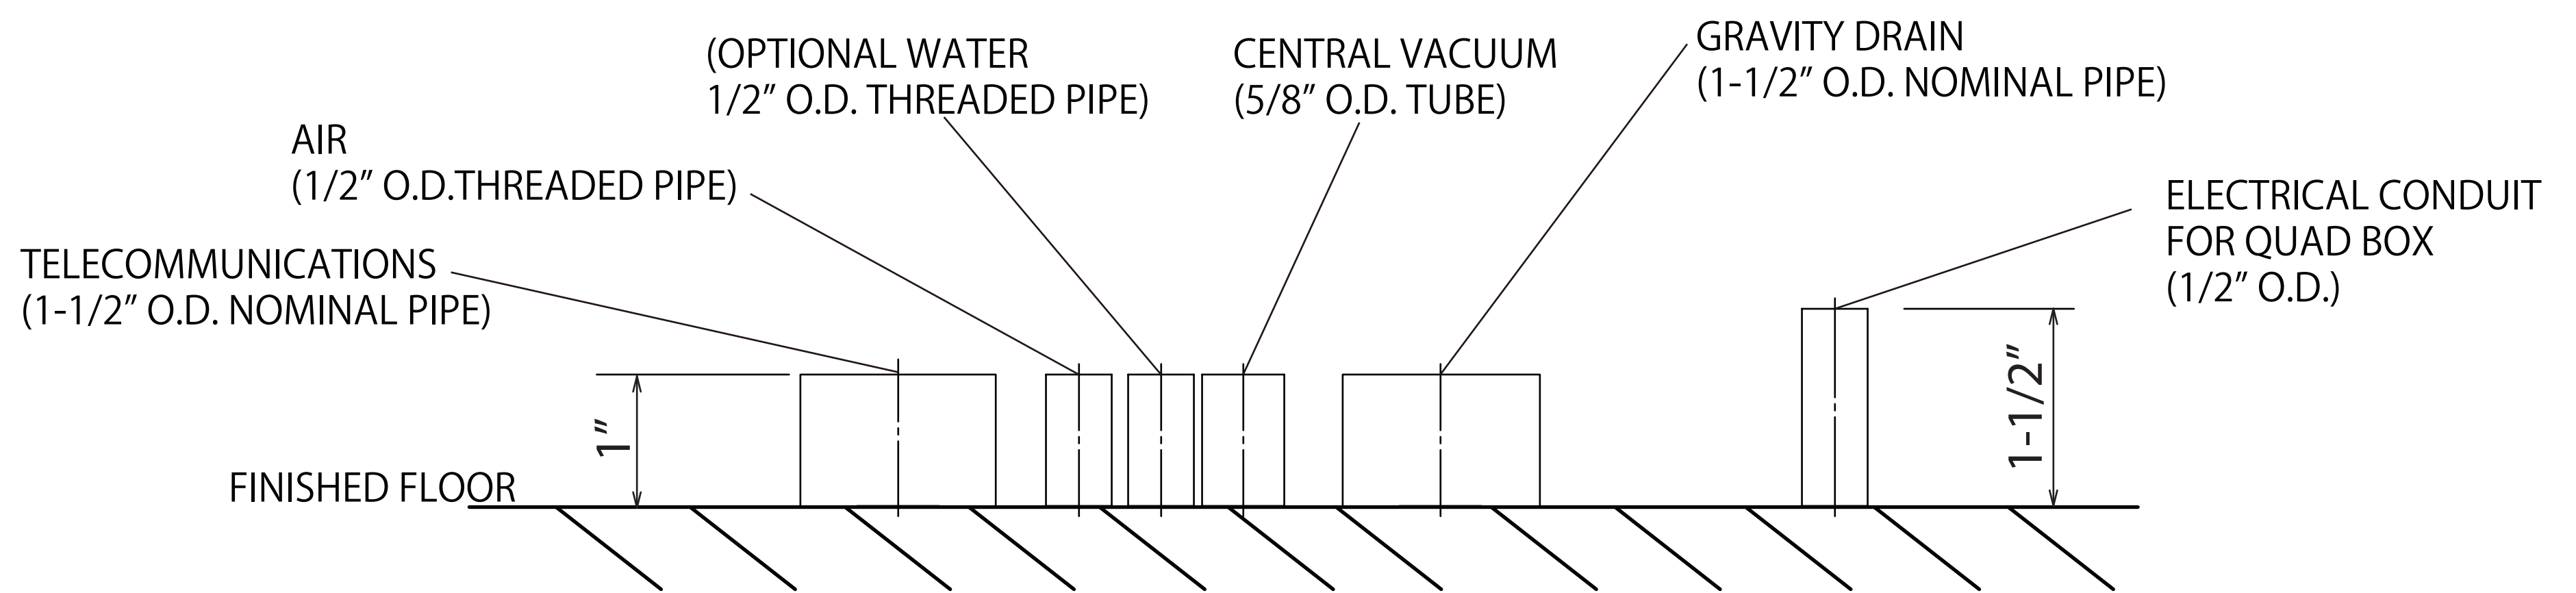 GRAVITY DRAIN
(1-1/2” O.D. NOMINAL PIPE)
(OPTIONAL WATER
1/2” O.D. THREADED PIPE)
CENTRAL VACUUM
(5/8” O.D. TUBE)
AIR
(1/2” O.D.THREADED PIPE)
ELECTRICAL CONDUIT
FOR QUAD BOX
(1/2” O.D.)
TELECOMMUNICATIONS
(1-1/2” O.D. NOMINAL PIPE)
1”
1-1/2”
FINISHED FLOOR